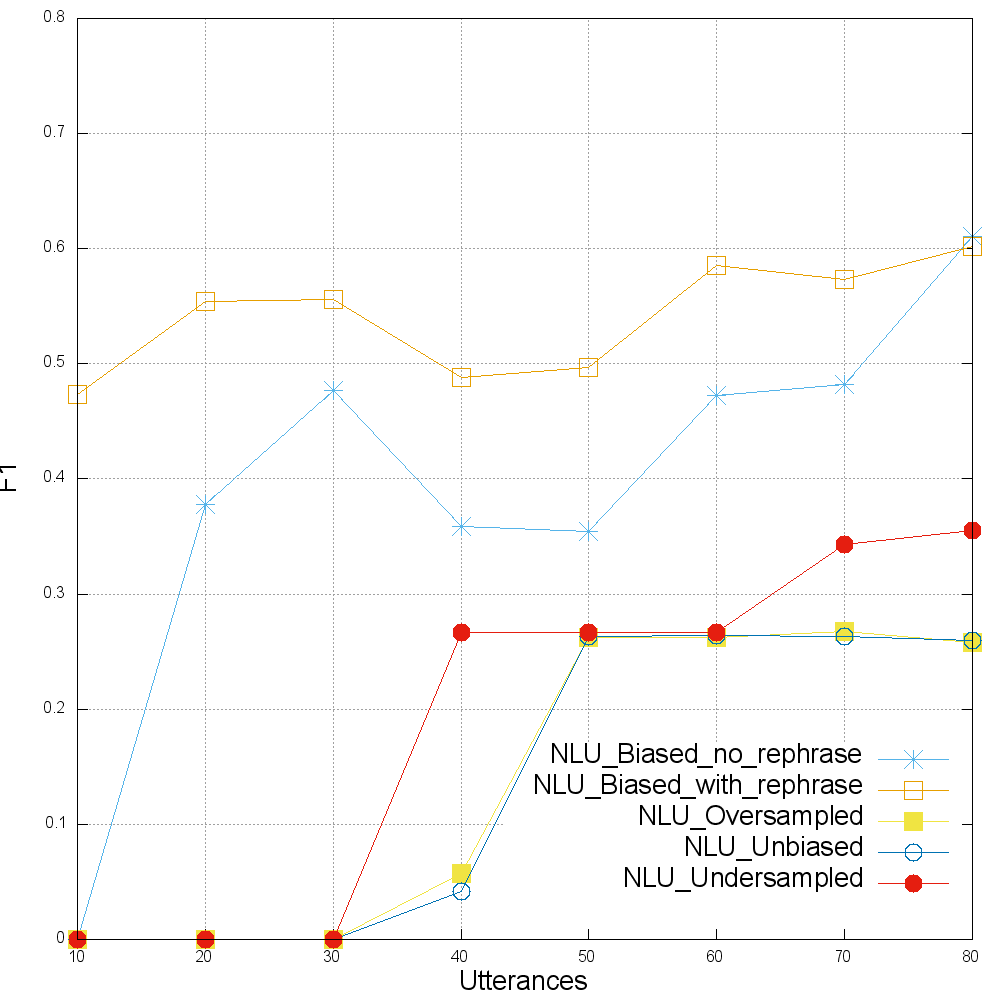 0.8
0.7
0.6
0.5
0.4
0.3
0.2
0.1
0
F1
NLU_Biased_no_rephrase
NLU_Biased_with_rephrase
NLU_Oversampled
NLU_Unbiased
NLU_Undersampled
10 20 30 40 50 60 70 80
Utterances